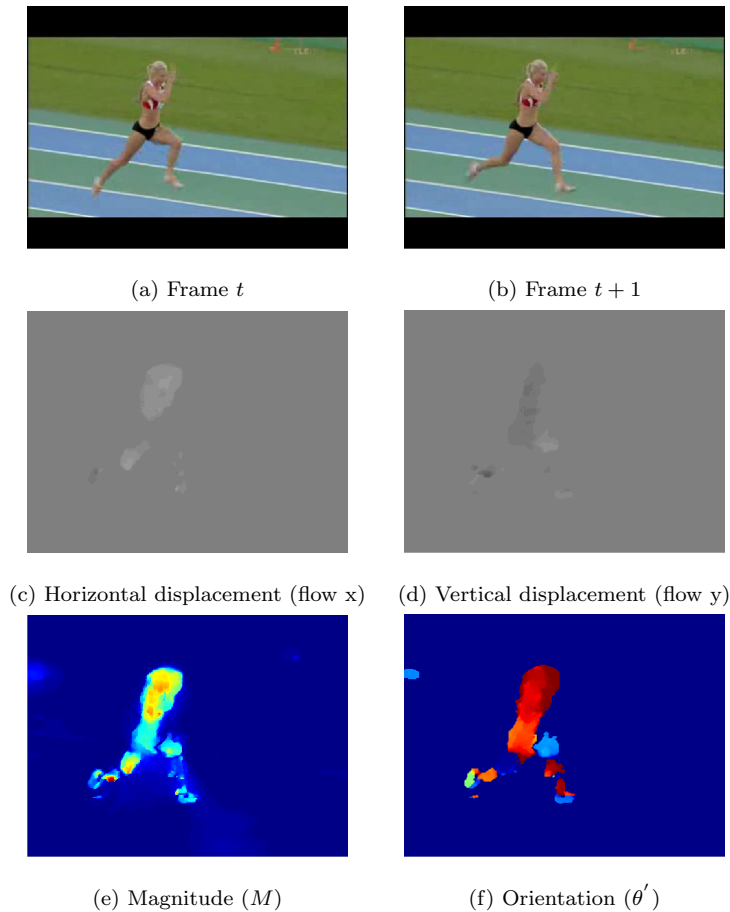 (a) Frame t
(b) Frame t + 1
(c) Horizontal displacement (flow x)
(d) Vertical displacement (flow y)
(e) Magnitude (M)
(f) Orientation (θ′)